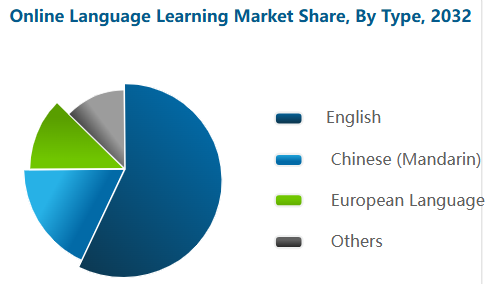 Online Language Learning Market Share, By Type, 2032
English
Chinese (Mandarin)
European Language
Others